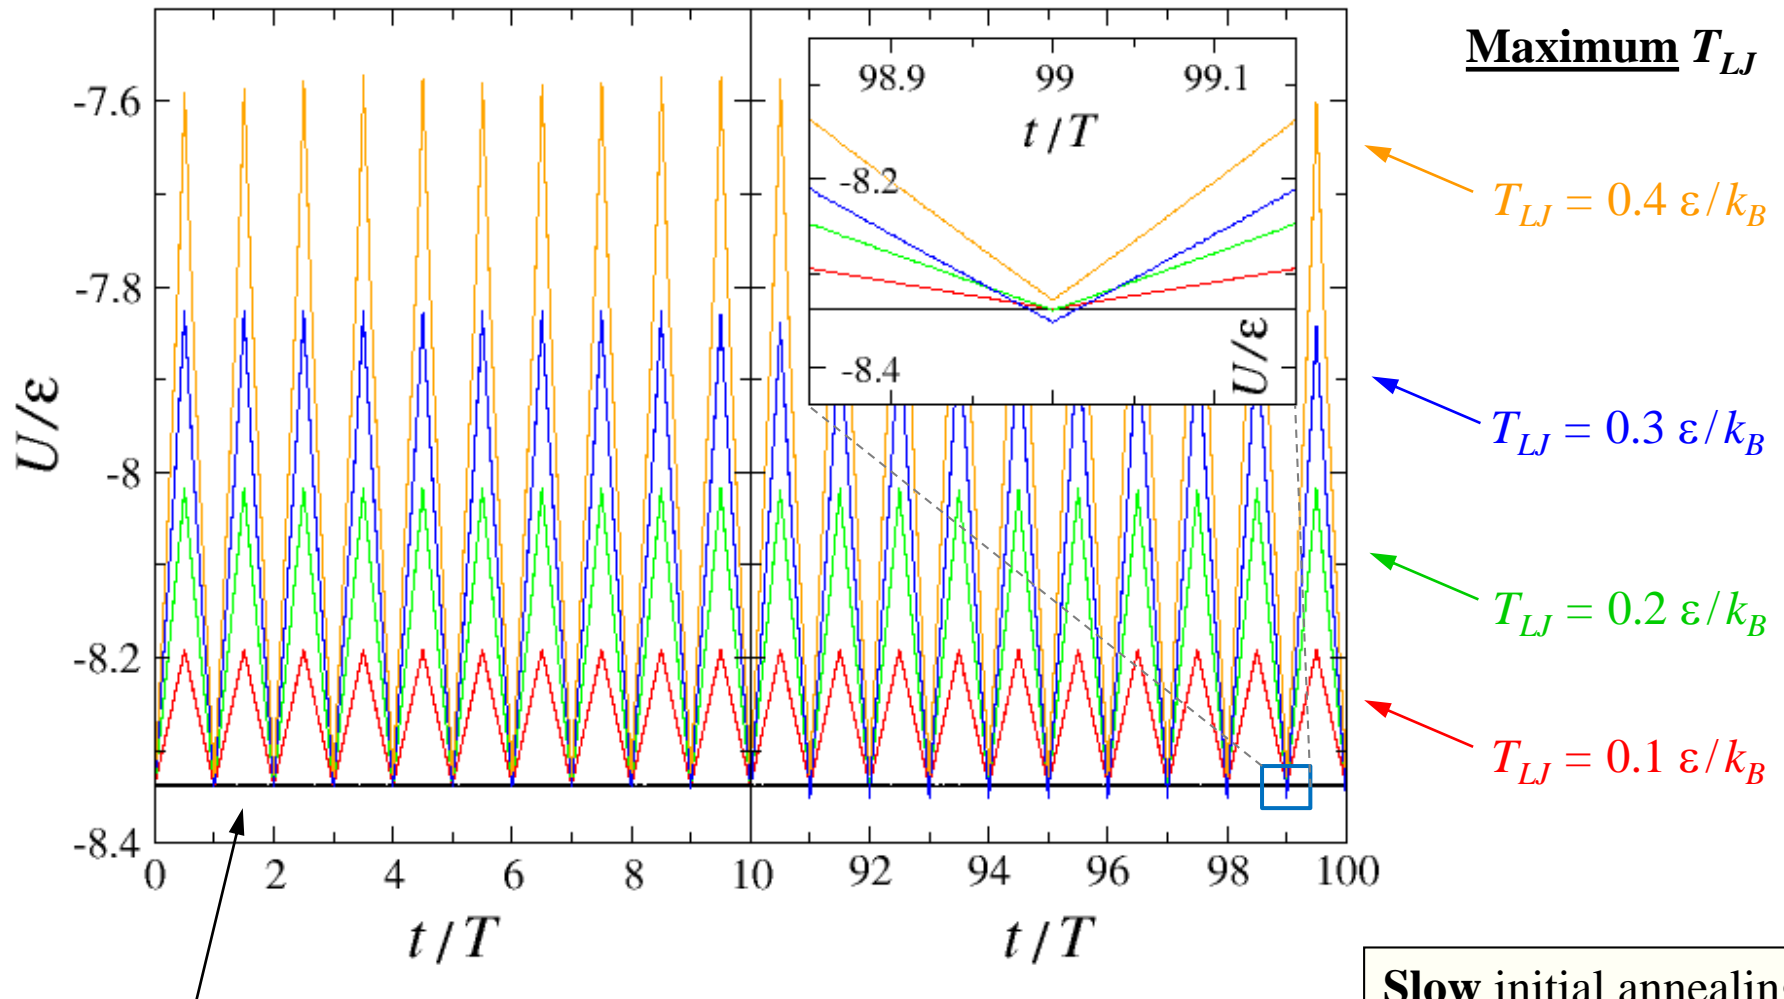 Maximum T_LJ
98.9 99 99.1
t/T
-8.2
-8.4
U/ε
-7.6
-7.8
-8
-8.2
-8.4
U/ε
0 2 4 6 8 10 92 94 96 98 100
t/T t/T
T_LJ = 0.4 ε/k_B
T_LJ = 0.3 ε/k_B
T_LJ = 0.2 ε/k_B
T_LJ = 0.1 ε/k_B
Slow initial annealin